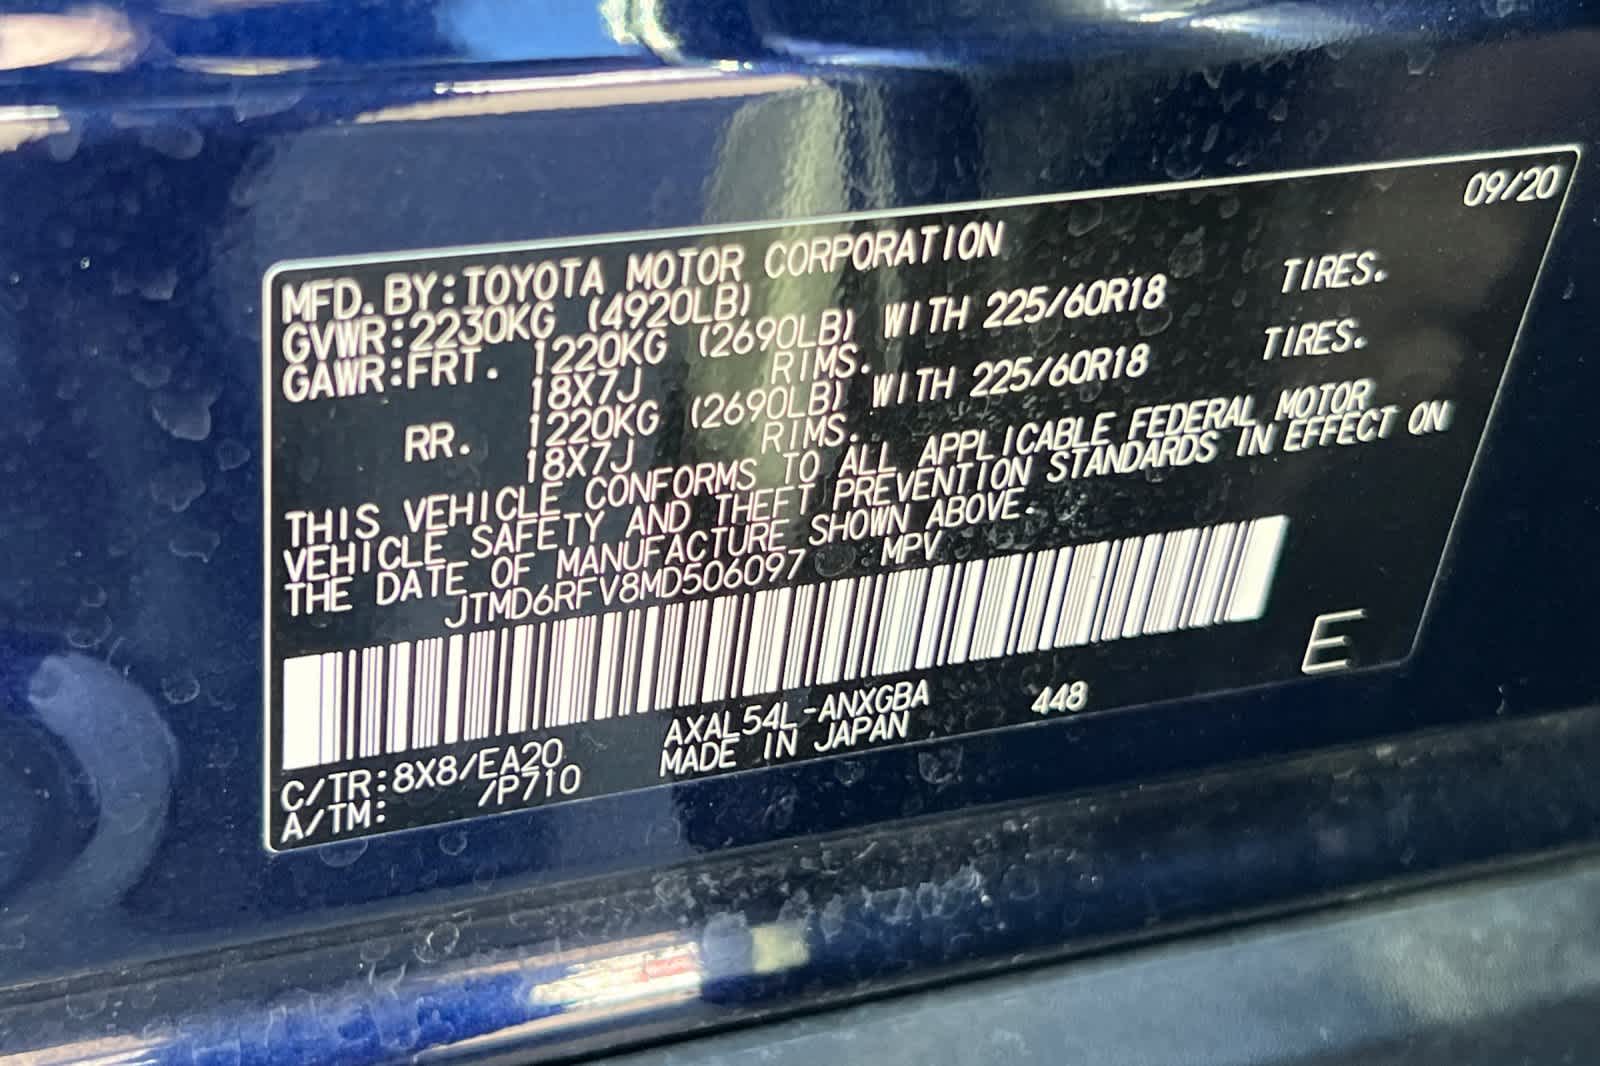 09/20
MFD. BY: TOYOTA MOTOR CORPORATION
GVWR: 2230KG (4920LB)
GAWR: FRT. 1220KG (2690LB) WITH 225/60R18 TIRES.
18X7J RIMS.
RR. 1220KG (2690LB) WITH 225/60R18 TIRES.
18X7J RIMS.
THIS VEHICLE CONFORMS TO ALL APPLICABLE FEDERAL MOTOR
VEHICLE SAFETY AND THEFT PREVENTION STANDARDS IN EFFECT ON
THE DATE OF MANUFACTURE SHOWN ABOVE.
JTMD6RFV8MD506097 MPV
E
C/TR: 8X8/EA20 AXAL54L-ANXGBA 448
A/TM: /P710 MADE IN JAPAN